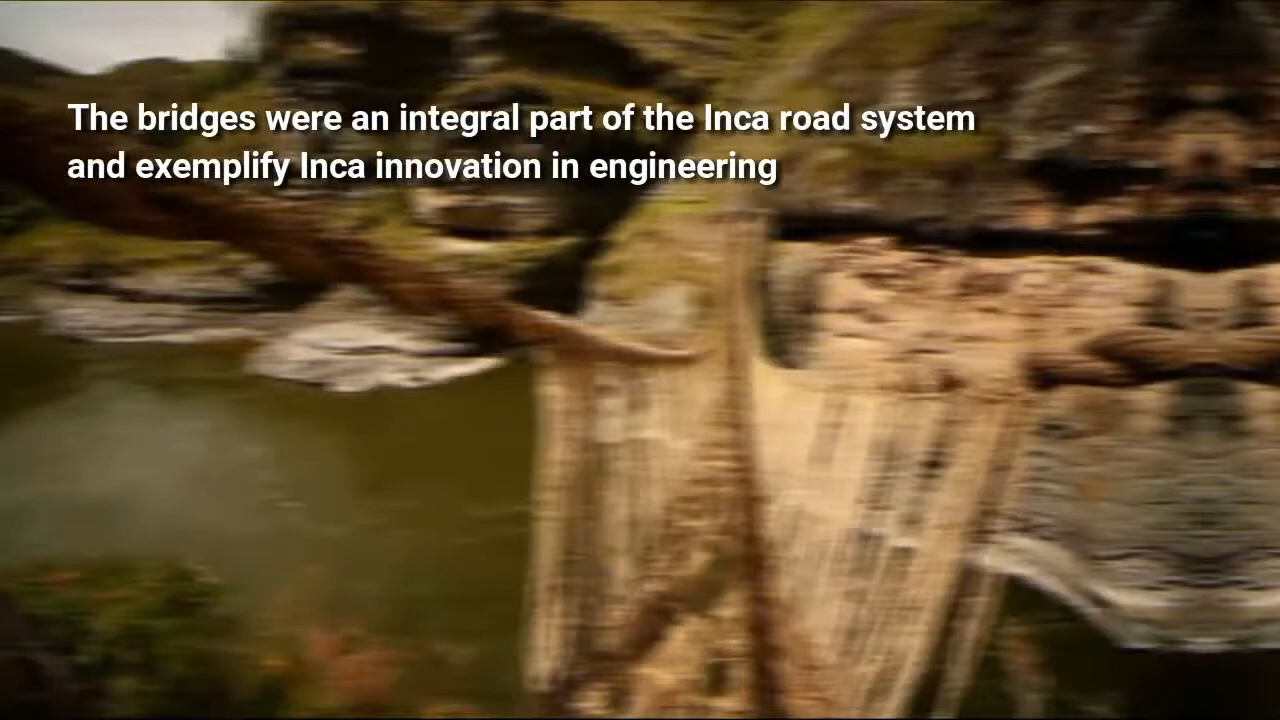 The bridges were an integral part of the Inca road system
and exemplify Inca innovation in engineering